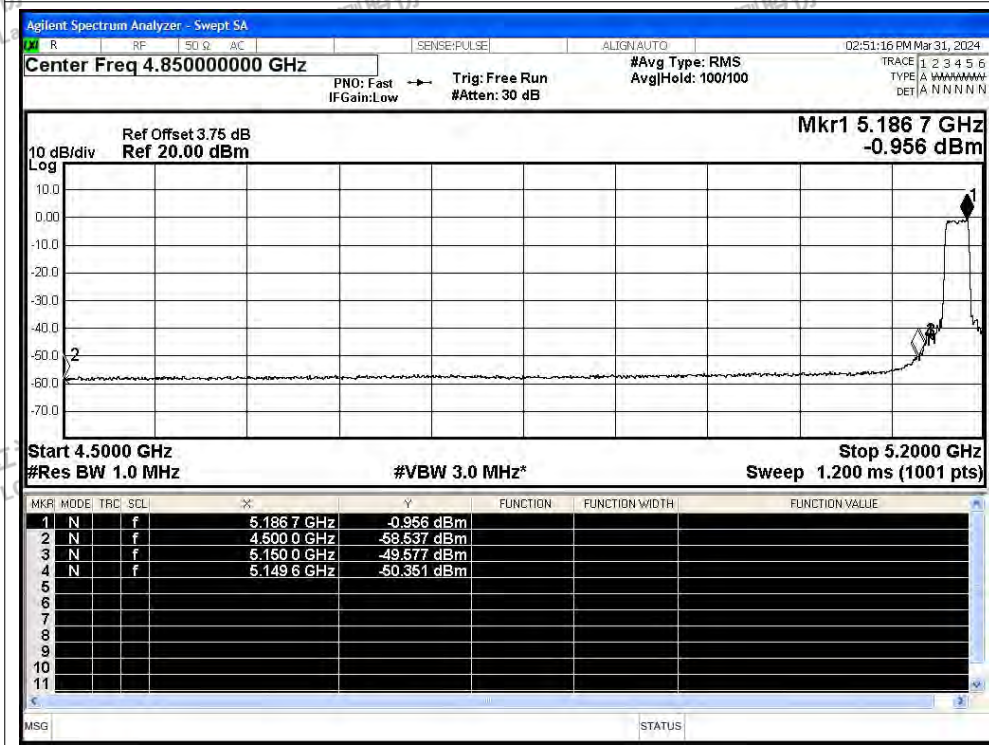 Agilent Spectrum Analyzer - Swept SA
R RF 50 Ω AC SENSE:PULSE ALIGN AUTO 02:51:16 PM Mar 31, 2024
Center Freq 4.850000000 GHz
PNO: Fast
IFGain:Low
Trig: Free Run
#Atten: 30 dB
#Avg Type: RMS
Avg|Hold: 100/100
TRACE 1 2 3 4 5 6
TYPE A WWWWW
DET A N N N N N
Mkr1 5.186 7 GHz
-0.956 dBm
Ref Offset 3.75 dB
10 dB/div Ref 20.00 dBm
Log
10.0
0.00
-10.0
-20.0
-30.0
-40.0
-50.0
-60.0
-70.0
1
2
Start 4.5000 GHz Stop 5.2000 GHz
#Res BW 1.0 MHz #VBW 3.0 MHz* Sweep 1.200 ms (1001 pts)
MKR MODE TRC SCL X Y FUNCTION FUNCTION WIDTH FUNCTION VALUE
1 N f 5.186 7 GHz -0.956 dBm
2 N f 4.500 0 GHz -58.537 dBm
3 N f 5.150 0 GHz -49.577 dBm
4 N f 5.149 6 GHz -50.351 dBm
5
6
7
8
9
10
11
MSG STATUS